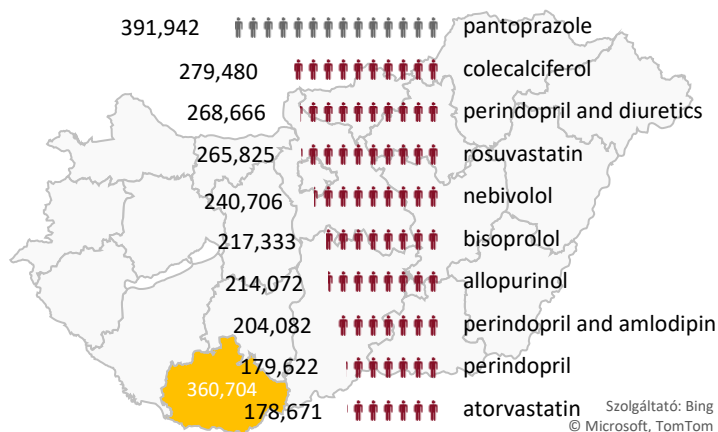 391,942 pantoprazole
279,480 colecalciferol
268,666 perindopril and diuretics
265,825 rosuvastatin
240,706 nebivolol
217,333 bisoprolol
214,072 allopurinol
204,082 perindopril and amlodipin
179,622 perindopril
360,704
178,671 atorvastatin
Szolgáltató: Bing
© Microsoft, TomTom